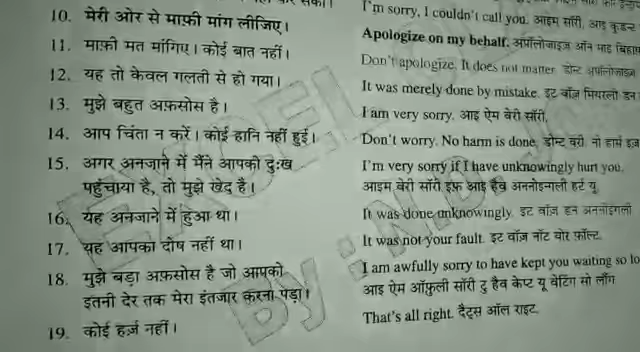 I'm sorry, I couldn't call you. आइम सॉरी, आइ कुडन्ट
10. मेरी ओर से माफ़ी मांग लीजिए। Apologize on my behalf. अपॉलोजाइज़ ऑन माइ
11. माफ़ी मत मांगिए। कोई बात नहीं। Don't apologize. It does not matter. डोन्ट अपॉलोजाइज़
12. यह तो केवल गलती से हो गया। It was merely done by mistake. इट वॉज़ मियरली डन
13. मुझे बहुत अफ़सोस है। I am very sorry. आइ ऐम वेरी सॉरी.
14. आप चिंता न करें। कोई हानि नहीं हुई। Don't worry. No harm is done. डोन्ट वरी. नो हार्म इज़
15. अगर अनजाने में मैंने आपको दुःख I'm very sorry if I have unknowingly hurt you.
पहुंचाया है, तो मुझे खेद है। आइम वेरी सॉरी इफ़ आइ हैव अननोइन्गली हर्ट यू
16. यह अनजाने में हुआ था। It was done unknowingly. इट वॉज़ डन अननोइंगली
17. यह आपका दोष नहीं था। It was not your fault. इट वॉज़ नॉट योर फ़ॉल्ट.
18. मुझे बड़ा अफ़सोस है जो आपको I am awfully sorry to have kept you waiting so
इतनी देर तक मेरा इंतजार करना पड़ा। आइ ऐम ऑफ़ुली सॉरी टु हैव केप्ट यू वेटिंग सो लौंग
19. कोई हर्ज नहीं। That's all right. दैट्स ऑल राइट.